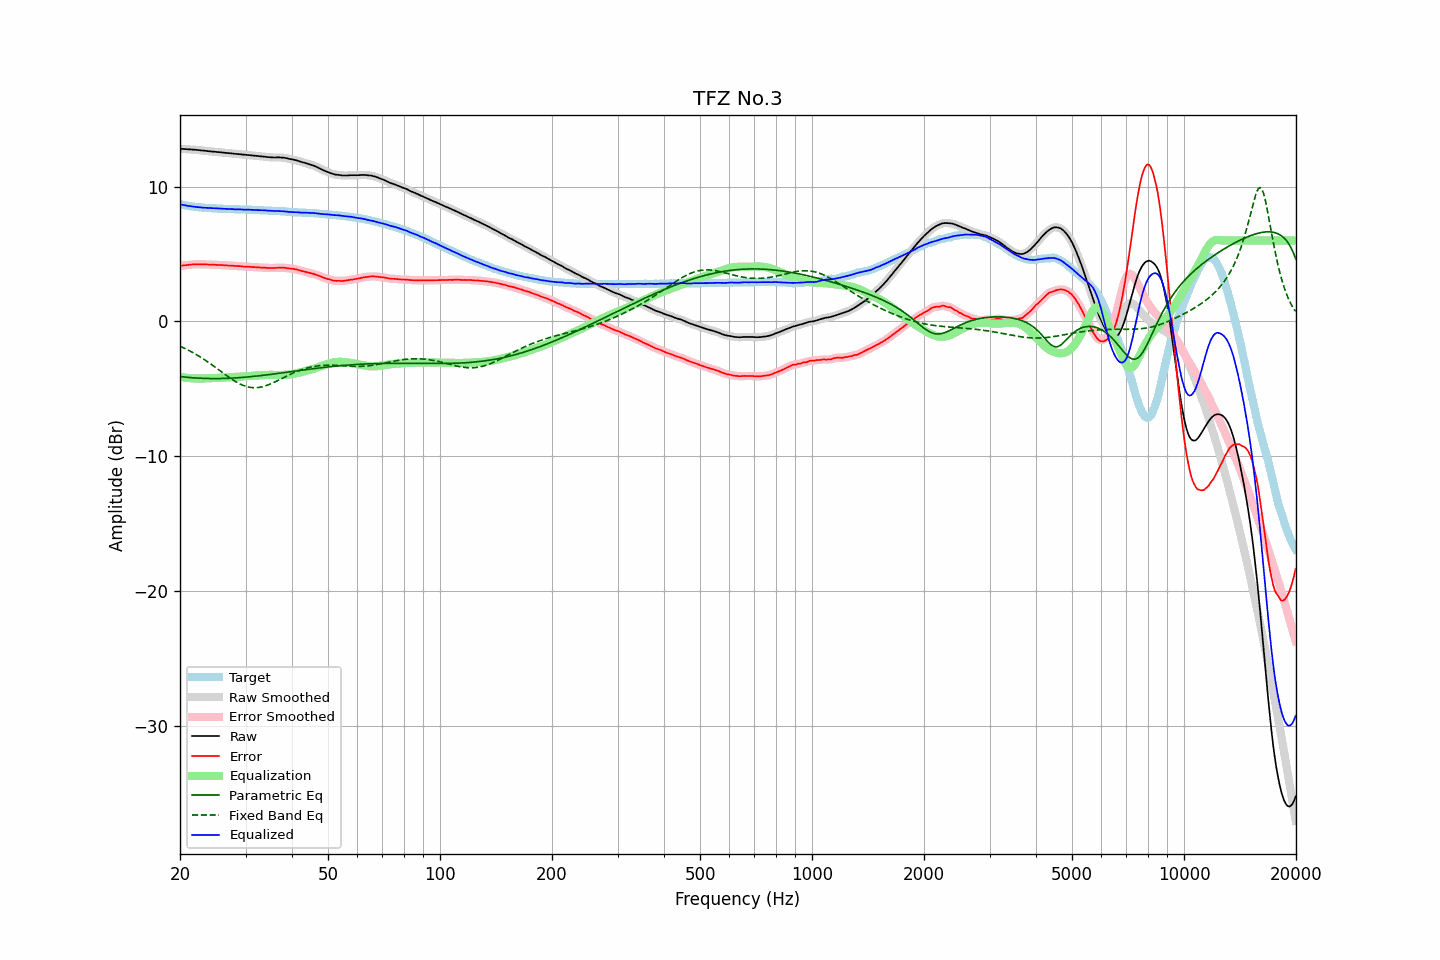 TFZ No.3
Amplitude (dBr)
10
0
−10
−20
−30
Target
Raw Smoothed
Error Smoothed
Raw
Error
Equalization
Parametric Eq
Fixed Band Eq
Equalized
20 50 100 200 500 1000 2000 5000 10000 20000
Frequency (Hz)